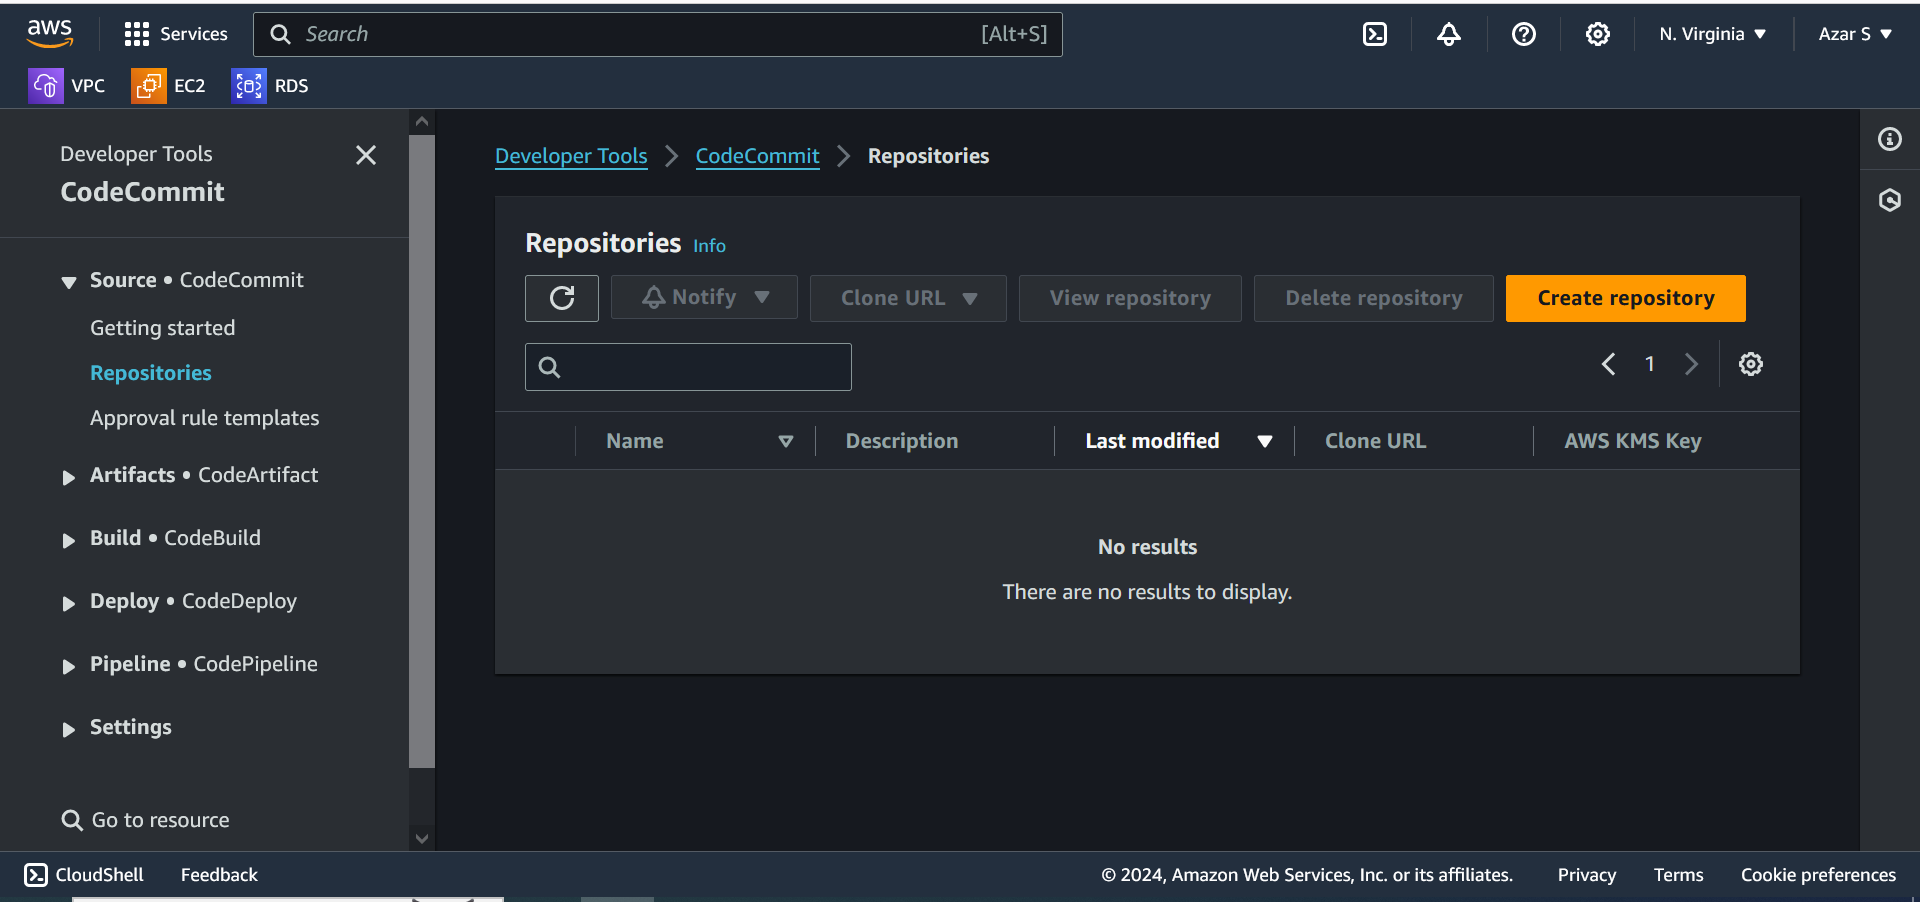 aws
Services
Search
[Alt+S]
N. Virginia
Azar S
VPC
EC2
RDS
Developer Tools
CodeCommit
Source • CodeCommit
Getting started
Repositories
Approval rule templates
Artifacts • CodeArtifact
Build • CodeBuild
Deploy • CodeDeploy
Pipeline • CodePipeline
Settings
Go to resource
Developer Tools
CodeCommit
Repositories
Repositories Info
Notify
Clone URL
View repository
Delete repository
Create repository
1
Name
Description
Last modified
Clone URL
AWS KMS Key
No results
There are no results to display.
CloudShell
Feedback
© 2024, Amazon Web Services, Inc. or its affiliates.
Privacy
Terms
Cookie preferences